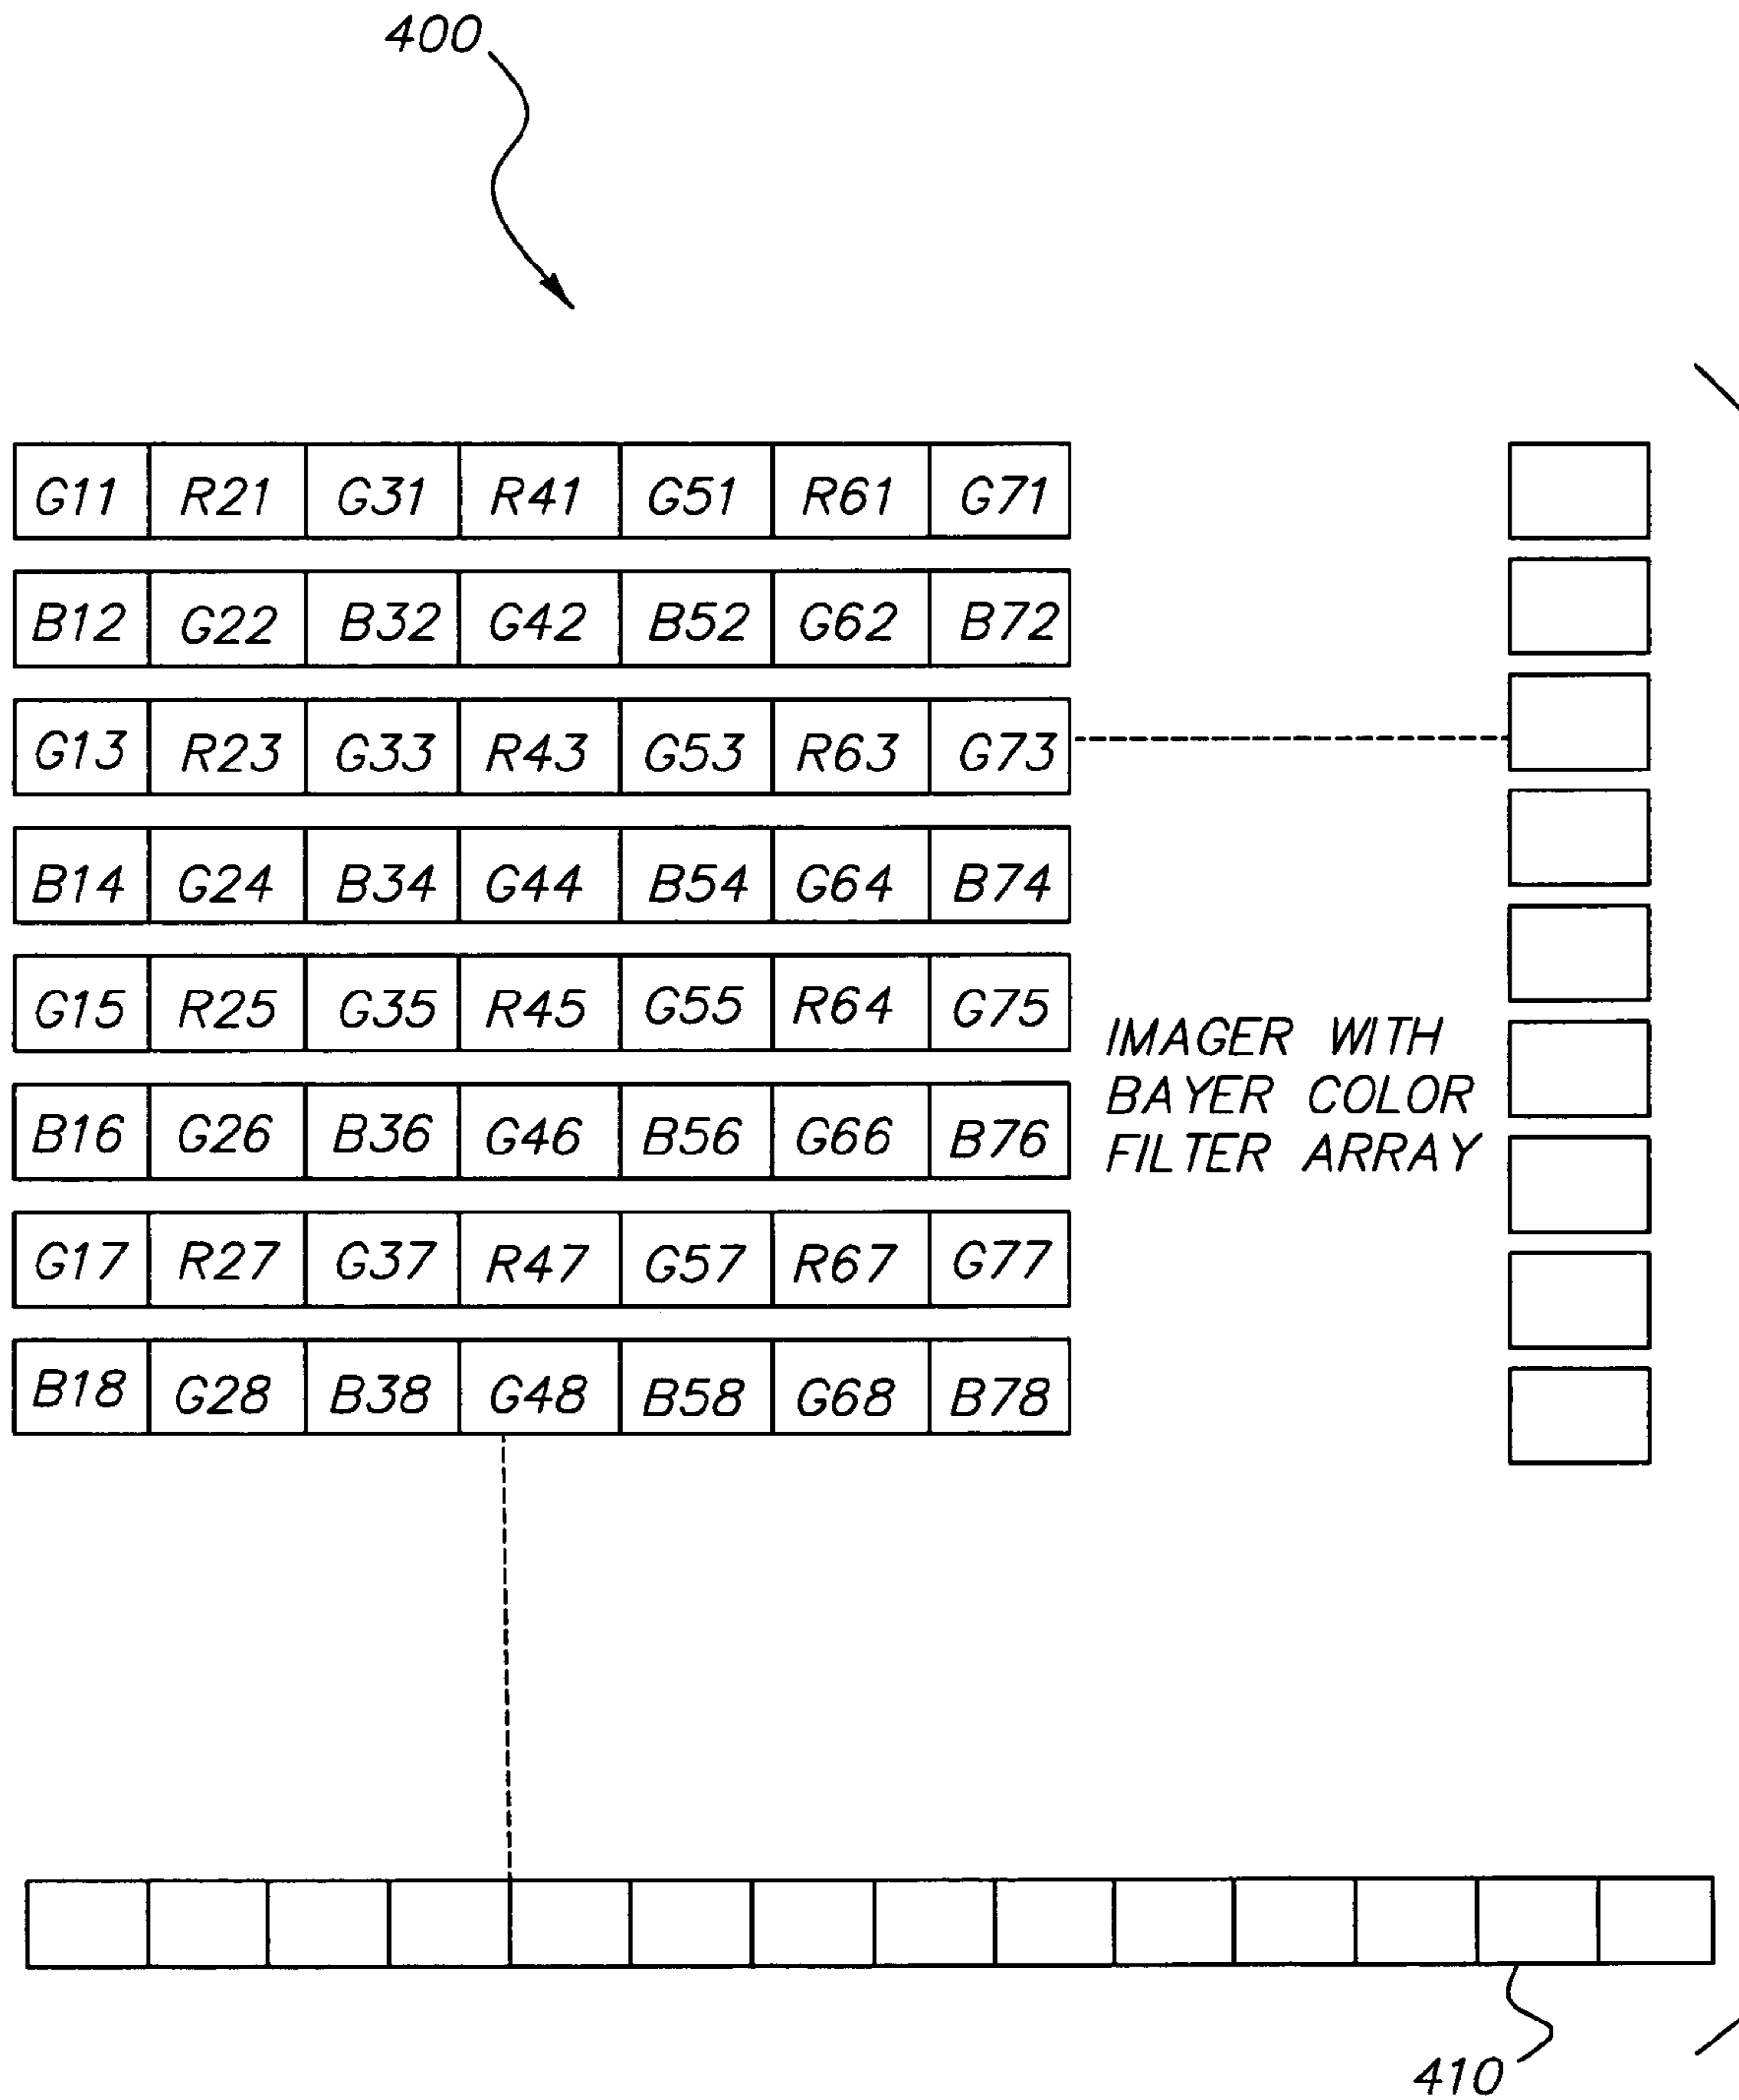 400
G11 R21 G31 R41 G51 R61 G71
B12 G22 B32 G42 B52 G62 B72
G13 R23 G33 R43 G53 R63 G73
B14 G24 B34 G44 B54 G64 B74
G15 R25 G35 R45 G55 R64 G75
IMAGER WITH
BAYER COLOR
FILTER ARRAY
B16 G26 B36 G46 B56 G66 B76
G17 R27 G37 R47 G57 R67 G77
B18 G28 B38 G48 B58 G68 B78
410